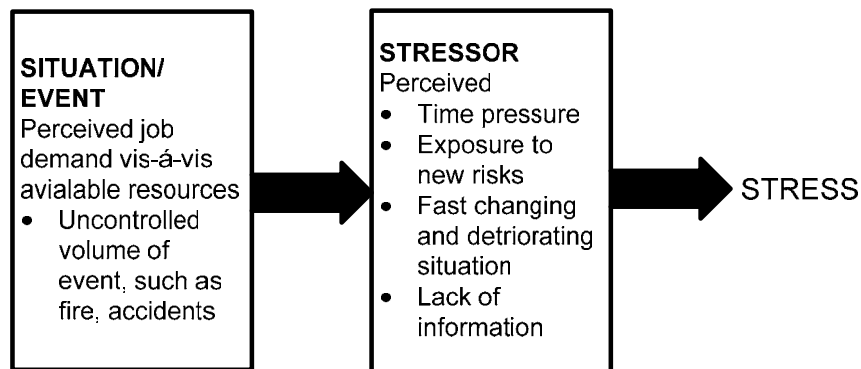 SITUATION/
EVENT
Perceived job
demand vis-á-vis
avialable resources
• Uncontrolled
volume of
event, such as
fire, accidents
STRESSOR
Perceived
• Time pressure
• Exposure to
new risks
• Fast changing
and detriorating
situation
• Lack of
information
STRESS